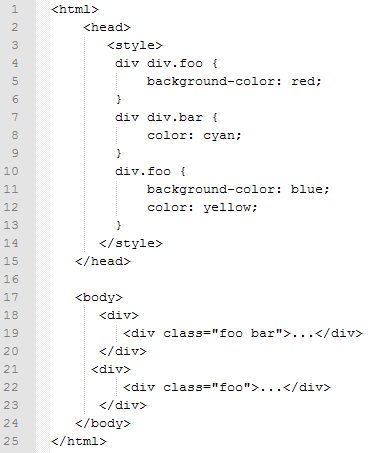 1 <html>
2 <head>
3 <style>
4 div div.foo {
5 background-color: red;
6 }
7 div div.bar {
8 color: cyan;
9 }
10 div.foo {
11 background-color: blue;
12 color: yellow;
13 }
14 </style>
15 </head>
16
17 <body>
18 <div>
19 <div class="foo bar">...</div>
20 </div>
21 <div>
22 <div class="foo">...</div>
23 </div>
24 </body>
25 </html>